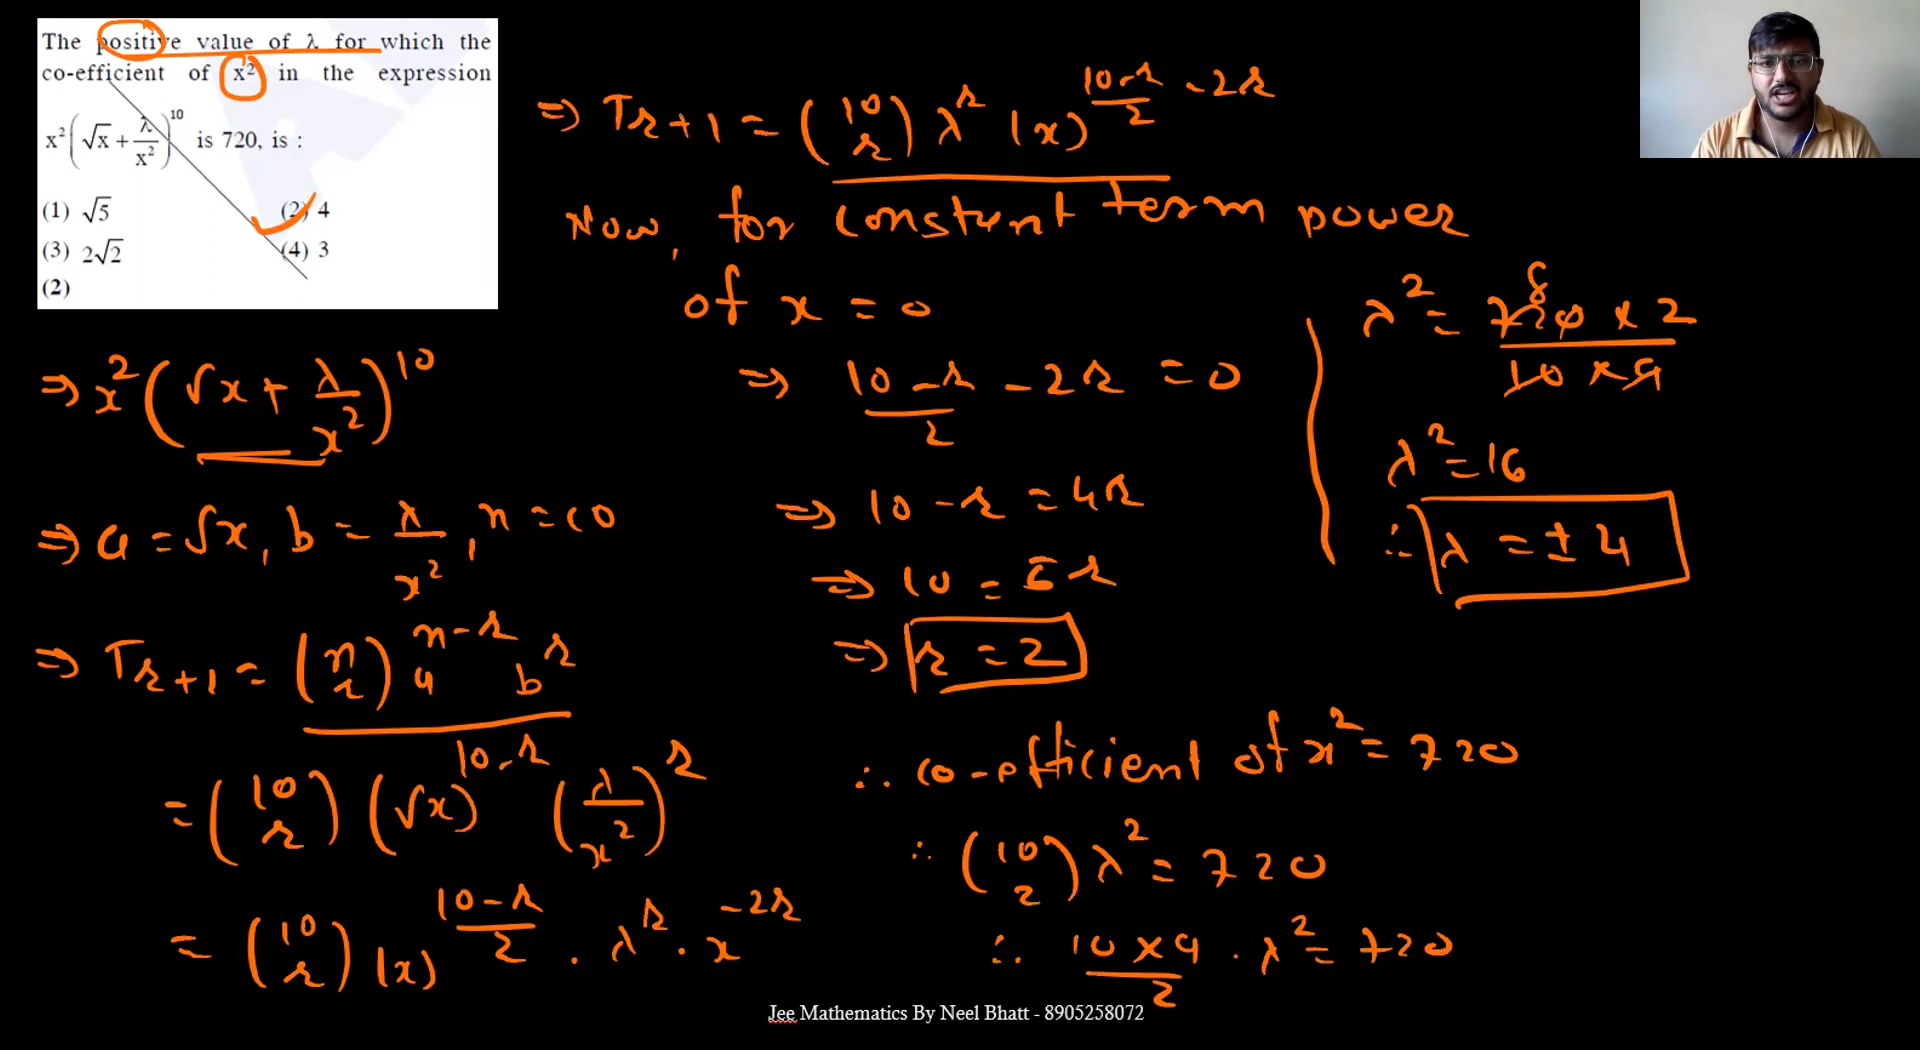 The positive value of λ for which the
co-efficient of x² in the expression
x²(√x + λ/x²)¹⁰ is 720, is :
(1) √5 (2) 4
(3) 2√2 (4) 3
(2)
⇒ x²(√x + λ/x²)¹⁰
⇒ a = √x, b = λ/x², n = 10
⇒ Tr+1 = (n r) a^(n-r) b^r
= (10 r) (√x)^(10-r) (λ/x²)^r
= (10 r) (x)^((10-r)/2) . λ^r . x^(-2r)
⇒ Tr+1 = (10 r) λ^r (x)^((10-r)/2 - 2r)
Now, for constant term power
of x = 0
⇒ (10-r)/2 - 2r = 0
⇒ 10 - r = 4r
⇒ 10 = 5r
⇒ r = 2
∴ co-efficient of x² = 720
∴ (10 2) λ² = 720
∴ (10 × 9)/2 . λ² = 720
λ² = (720 × 2)/(10 × 9)
8
λ² = 16
∴ λ = ± 4
Jee Mathematics By Neel Bhatt - 8905258072